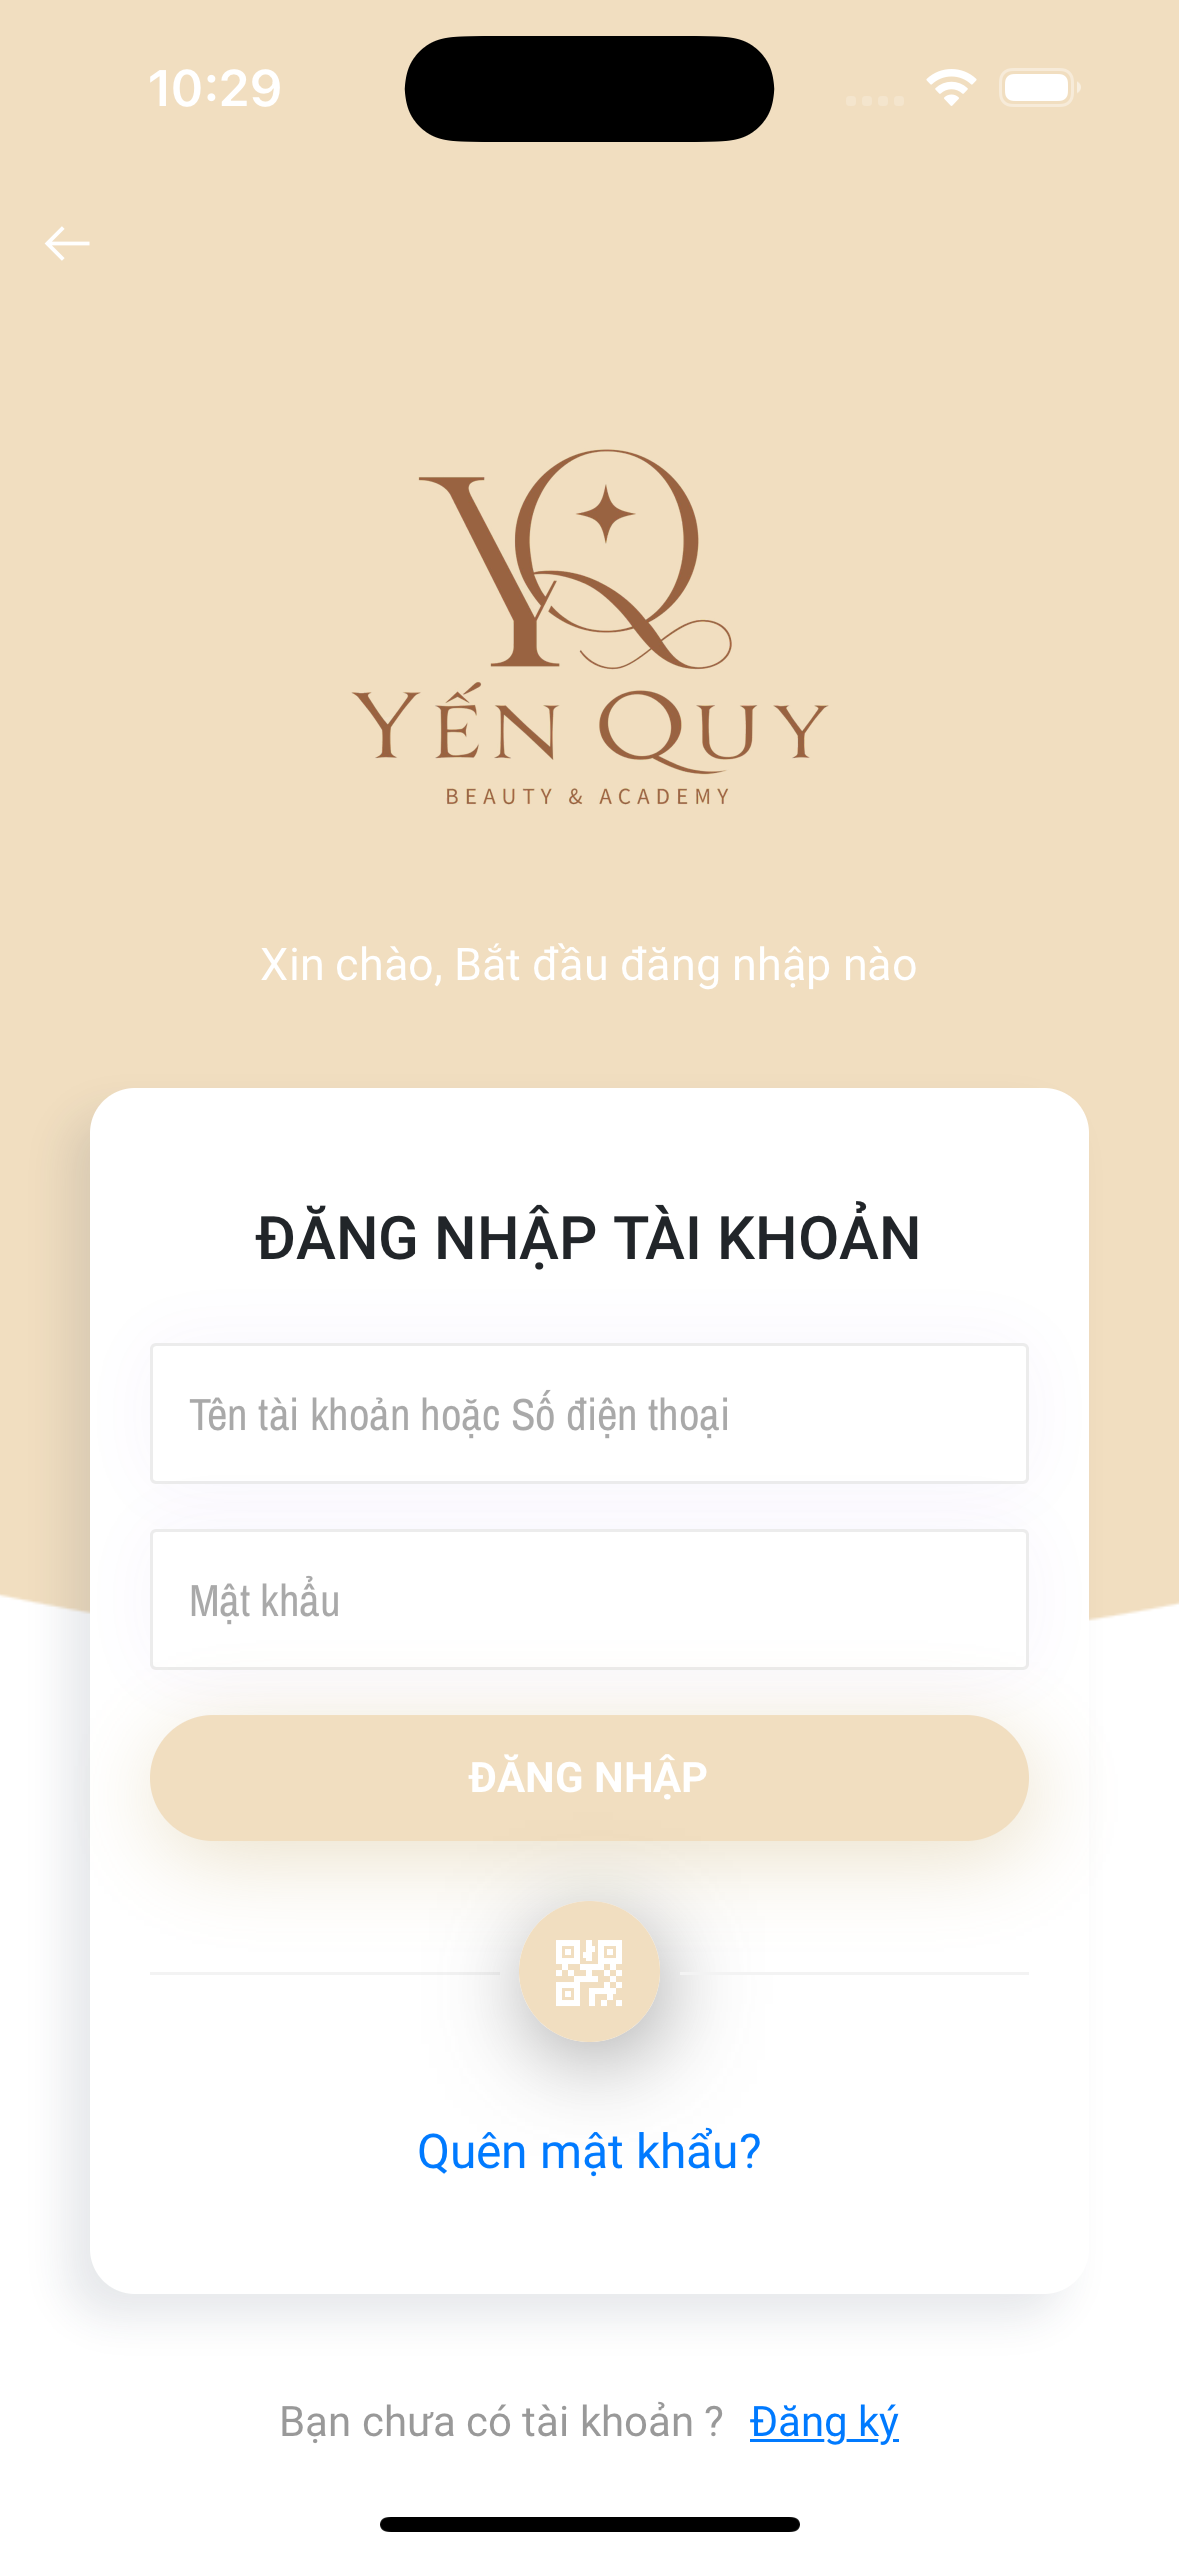 10:29
YQ
YẾN QUY
BEAUTY & ACADEMY
Xin chào, Bắt đầu đăng nhập nào
ĐĂNG NHẬP TÀI KHOẢN
Tên tài khoản hoặc Số điện thoại
Mật khẩu
ĐĂNG NHẬP
Quên mật khẩu?
Bạn chưa có tài khoản ? Đăng ký